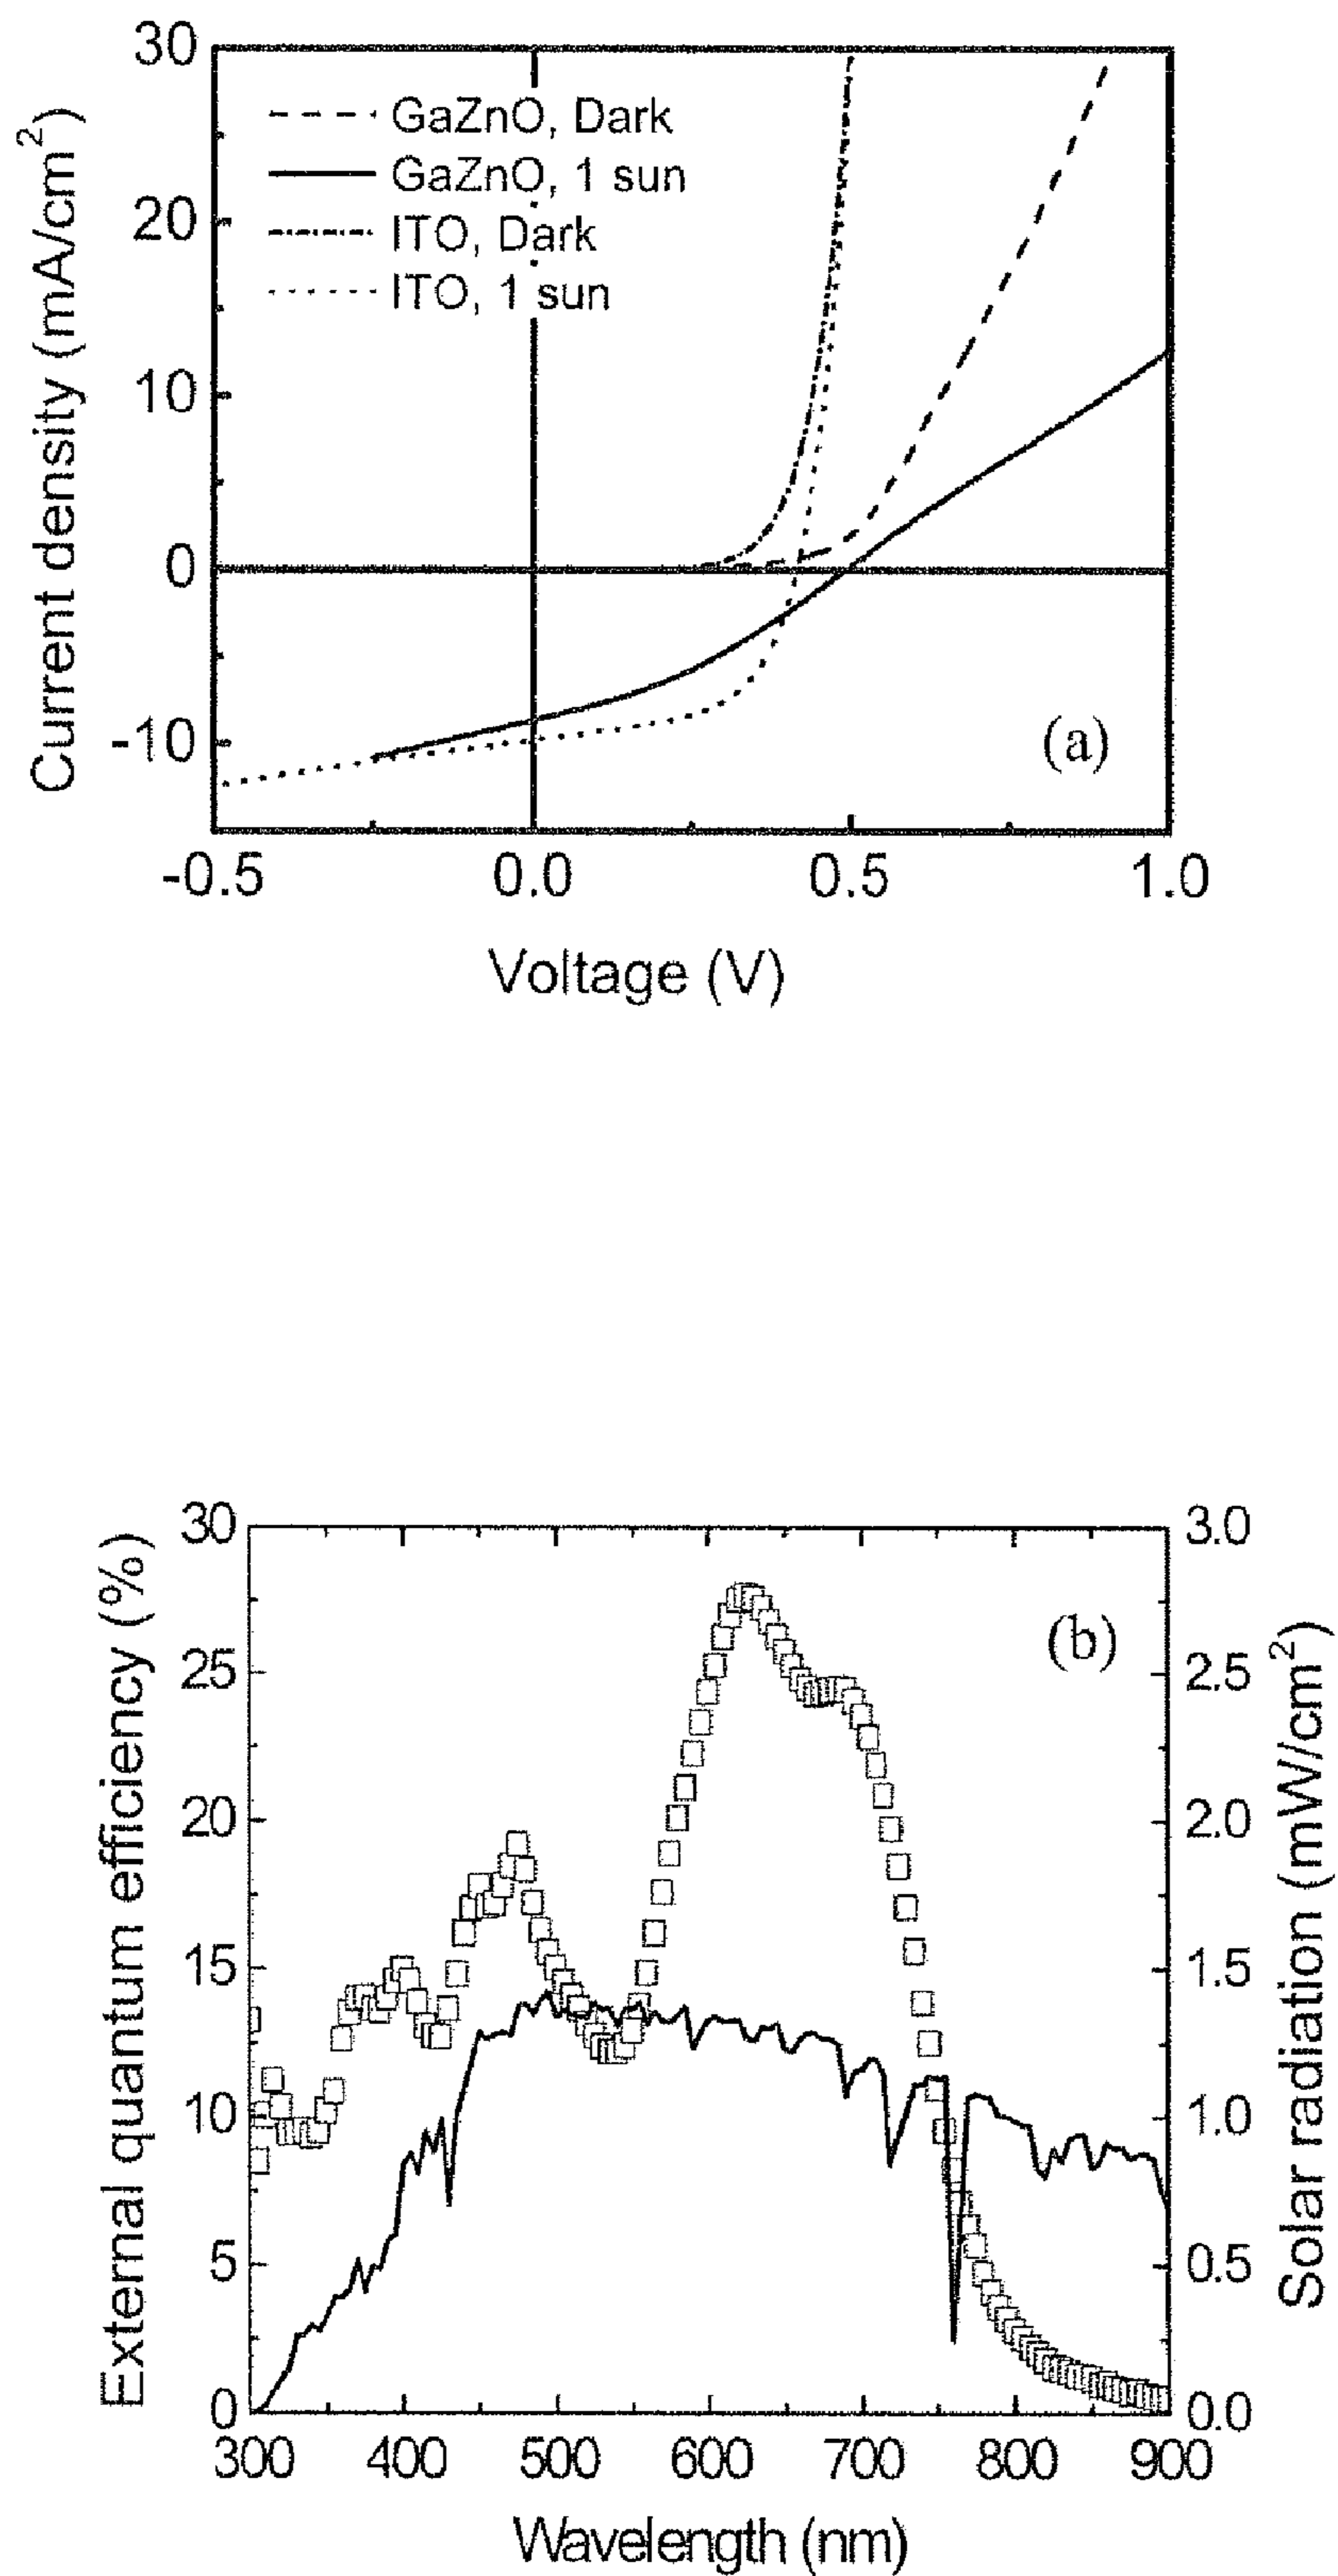 30
20
10
0
-10
Current density (mA/cm²)
GaZnO, Dark
GaZnO, 1 sun
ITO, Dark
ITO, 1 sun
(a)
-0.5 0.0 0.5 1.0
Voltage (V)
30
25
20
15
10
5
0
External quantum efficiency (%)
(b)
3.0
2.5
2.0
1.5
1.0
0.5
0.0
Solar radiation (mW/cm²)
300 400 500 600 700 800 900
Wavelength (nm)